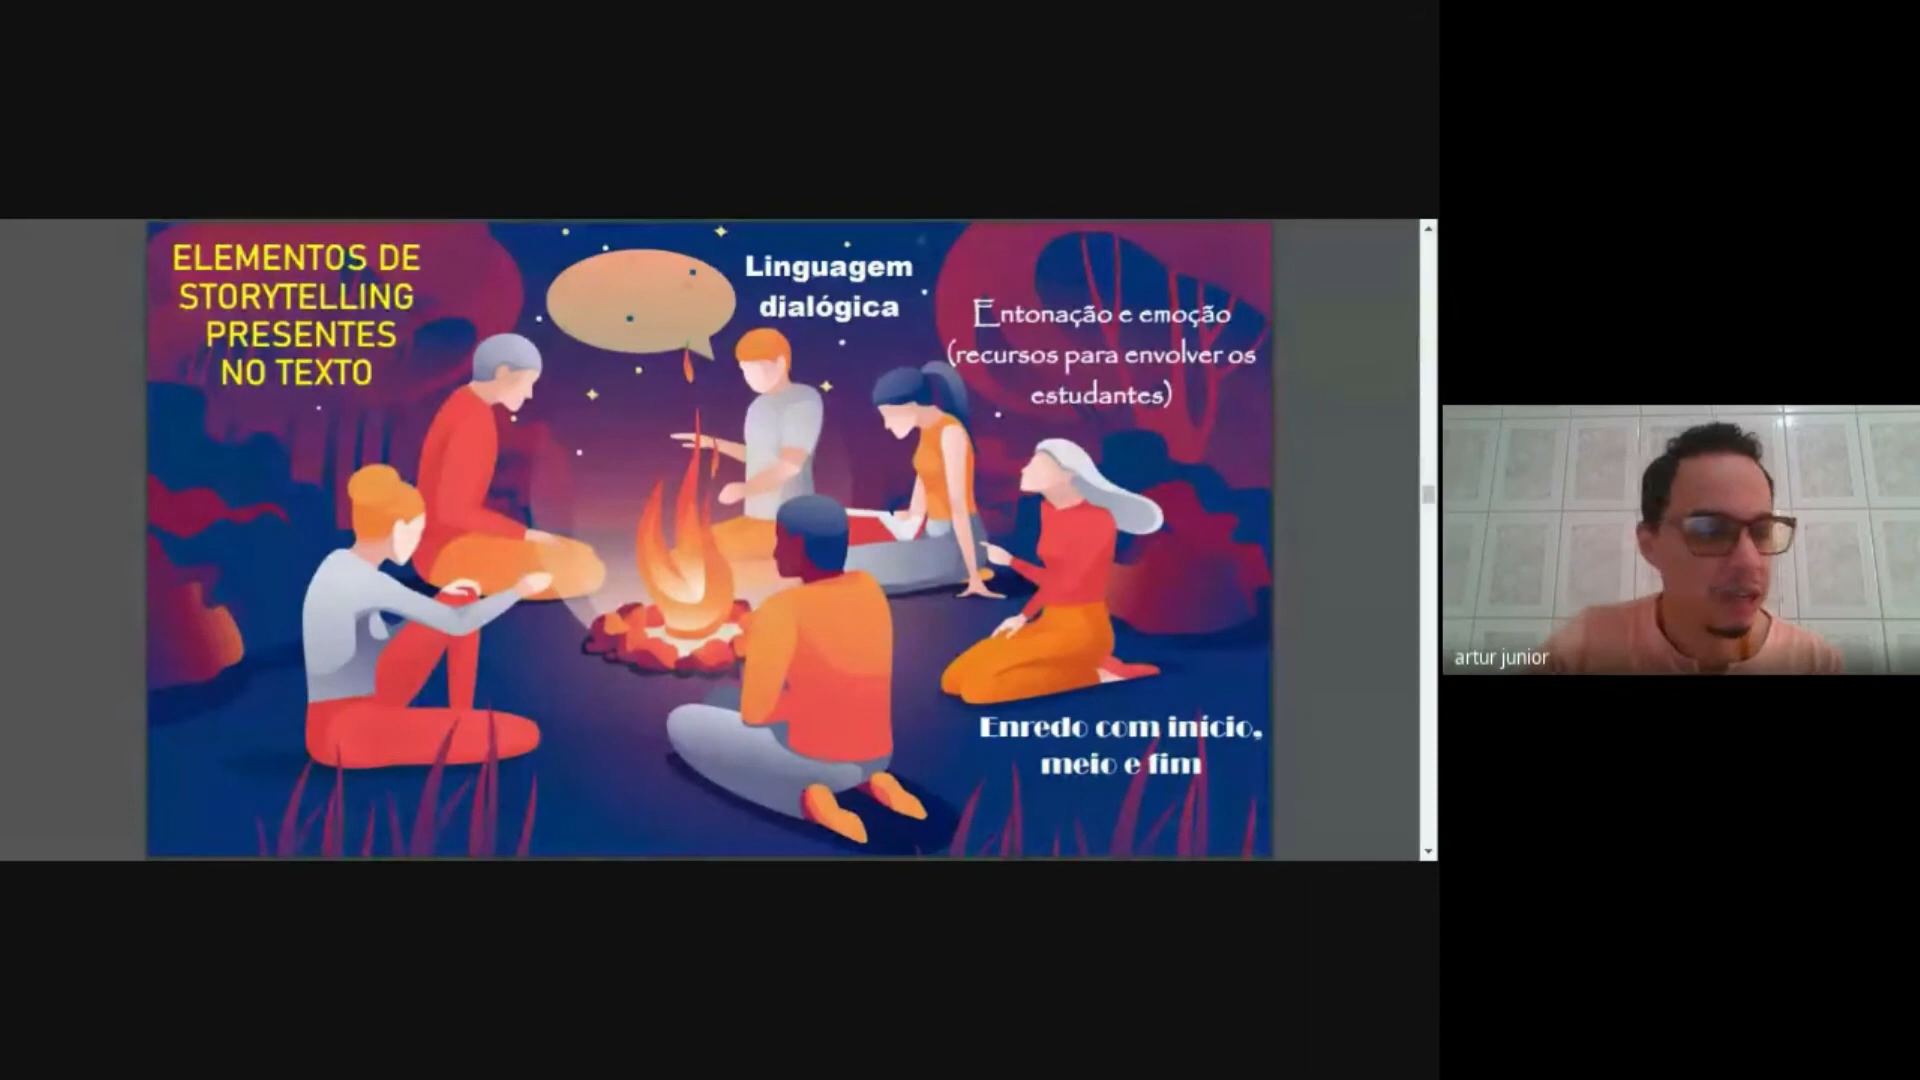 ELEMENTOS DE
STORYTELLING
PRESENTES
NO TEXTO
Linguagem
dialógica
Entonação e emoção
(recursos para envolver os
estudantes)
Enredo com início,
meio e fim
artur junior